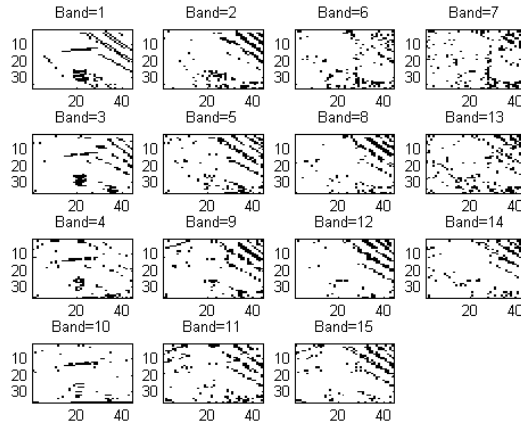 Band=1 Band=2 Band=6 Band=7
10 10 10 10
20 20 20 20
30 30 30 30
20 40 20 40 20 40 20 40
Band=3 Band=5 Band=8 Band=13
10 10 10 10
20 20 20 20
30 30 30 30
20 40 20 40 20 40 20 40
Band=4 Band=9 Band=12 Band=14
10 10 10 10
20 20 20 20
30 30 30 30
20 40 20 40 20 40 20 40
Band=10 Band=11 Band=15
10 10 10
20 20 20
30 30 30
20 40 20 40 20 40